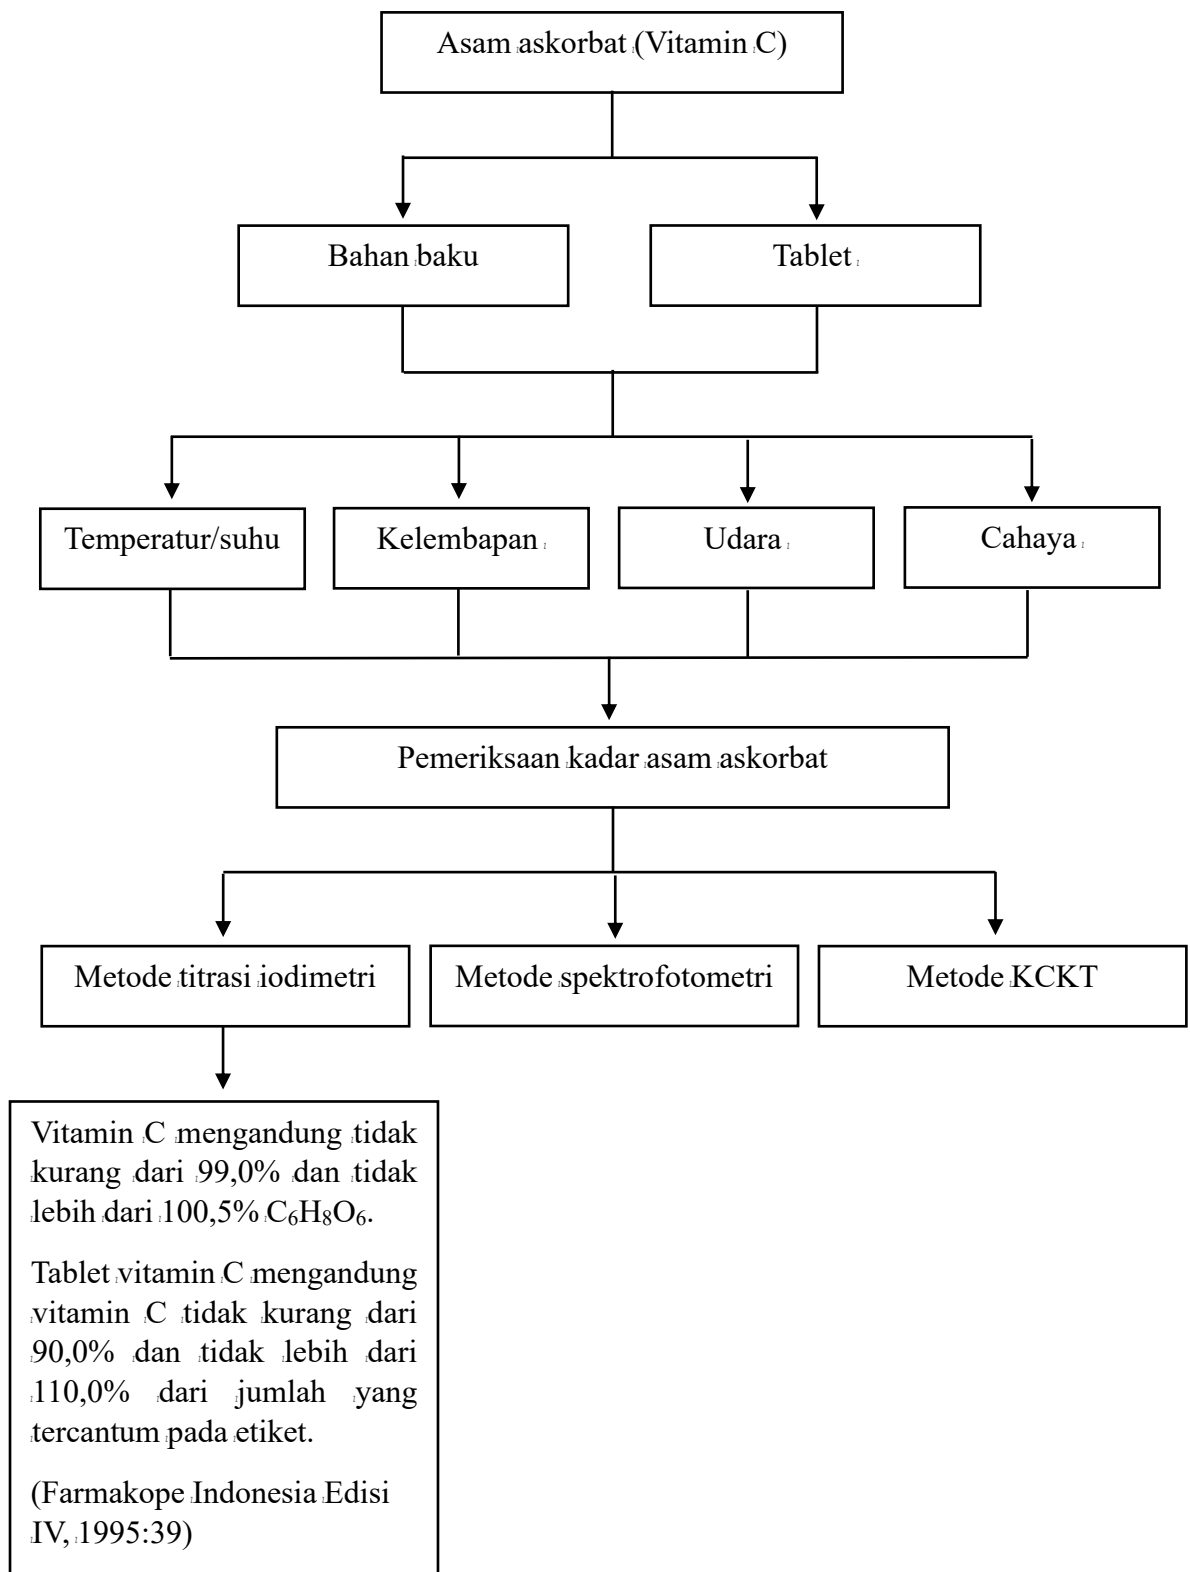 Asam askorbat (Vitamin C)
Bahan baku
Tablet
Temperatur/suhu
Kelembapan
Udara
Cahaya
Pemeriksaan kadar asam askorbat
Metode titrasi iodimetri
Metode spektrofotometri
Metode KCKT
Vitamin C mengandung tidak
kurang dari 99,0% dan tidak
lebih dari 100,5% C₆H₈O₆.
Tablet vitamin C mengandung
vitamin C tidak kurang dari
90,0% dan tidak lebih dari
110,0% dari jumlah yang
tercantum pada etiket.
(Farmakope Indonesia Edisi
IV, 1995:39)